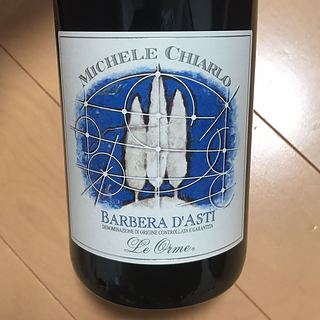 MICHELE CHIARLO
BARBERA D'ASTI
DENOMINAZIONE DI ORIGINE CONTROLLATA E GARANTITA
Le Orme®